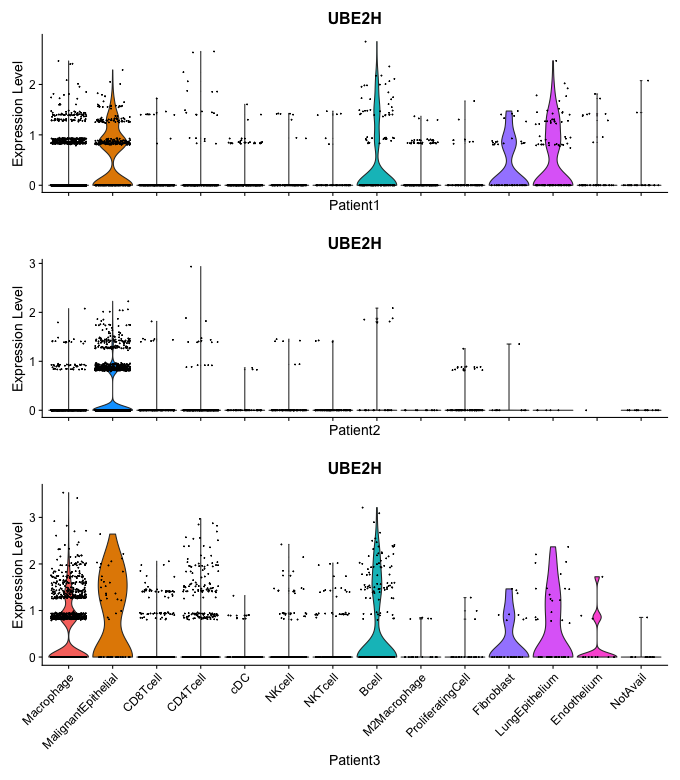 UBE2H
Expression Level
2
1
0
Patient1
UBE2H
Expression Level
3
2
1
0
Patient2
UBE2H
Expression Level
3
2
1
0
Macrophage
MalignantEpithelial
CD8Tcell
CD4Tcell
cDC
NKcell
NKTcell
Bcell
M2Macrophage
ProliferatingCell
Fibroblast
LungEpithelium
Endothelium
NotAvail
Patient3